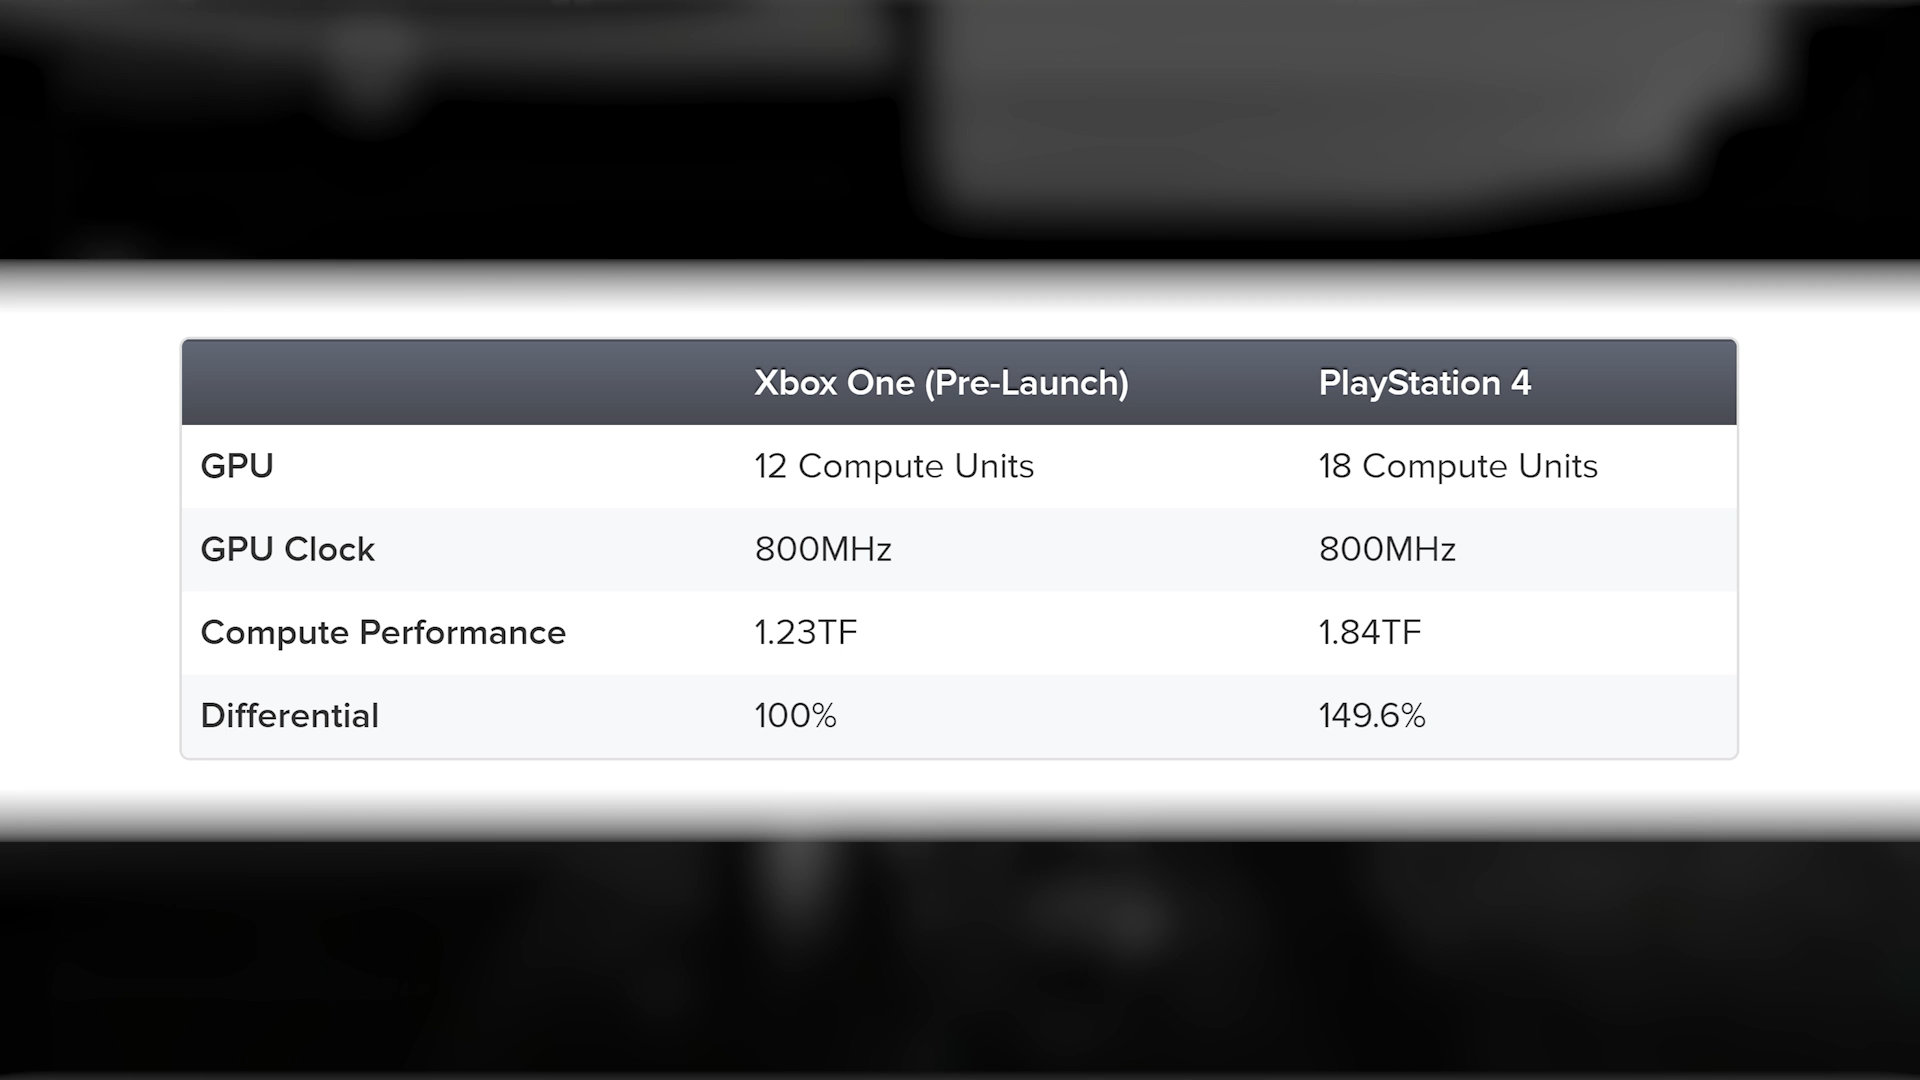 Xbox One (Pre-Launch) PlayStation 4
GPU 12 Compute Units 18 Compute Units
GPU Clock 800MHz 800MHz
Compute Performance 1.23TF 1.84TF
Differential 100% 149.6%